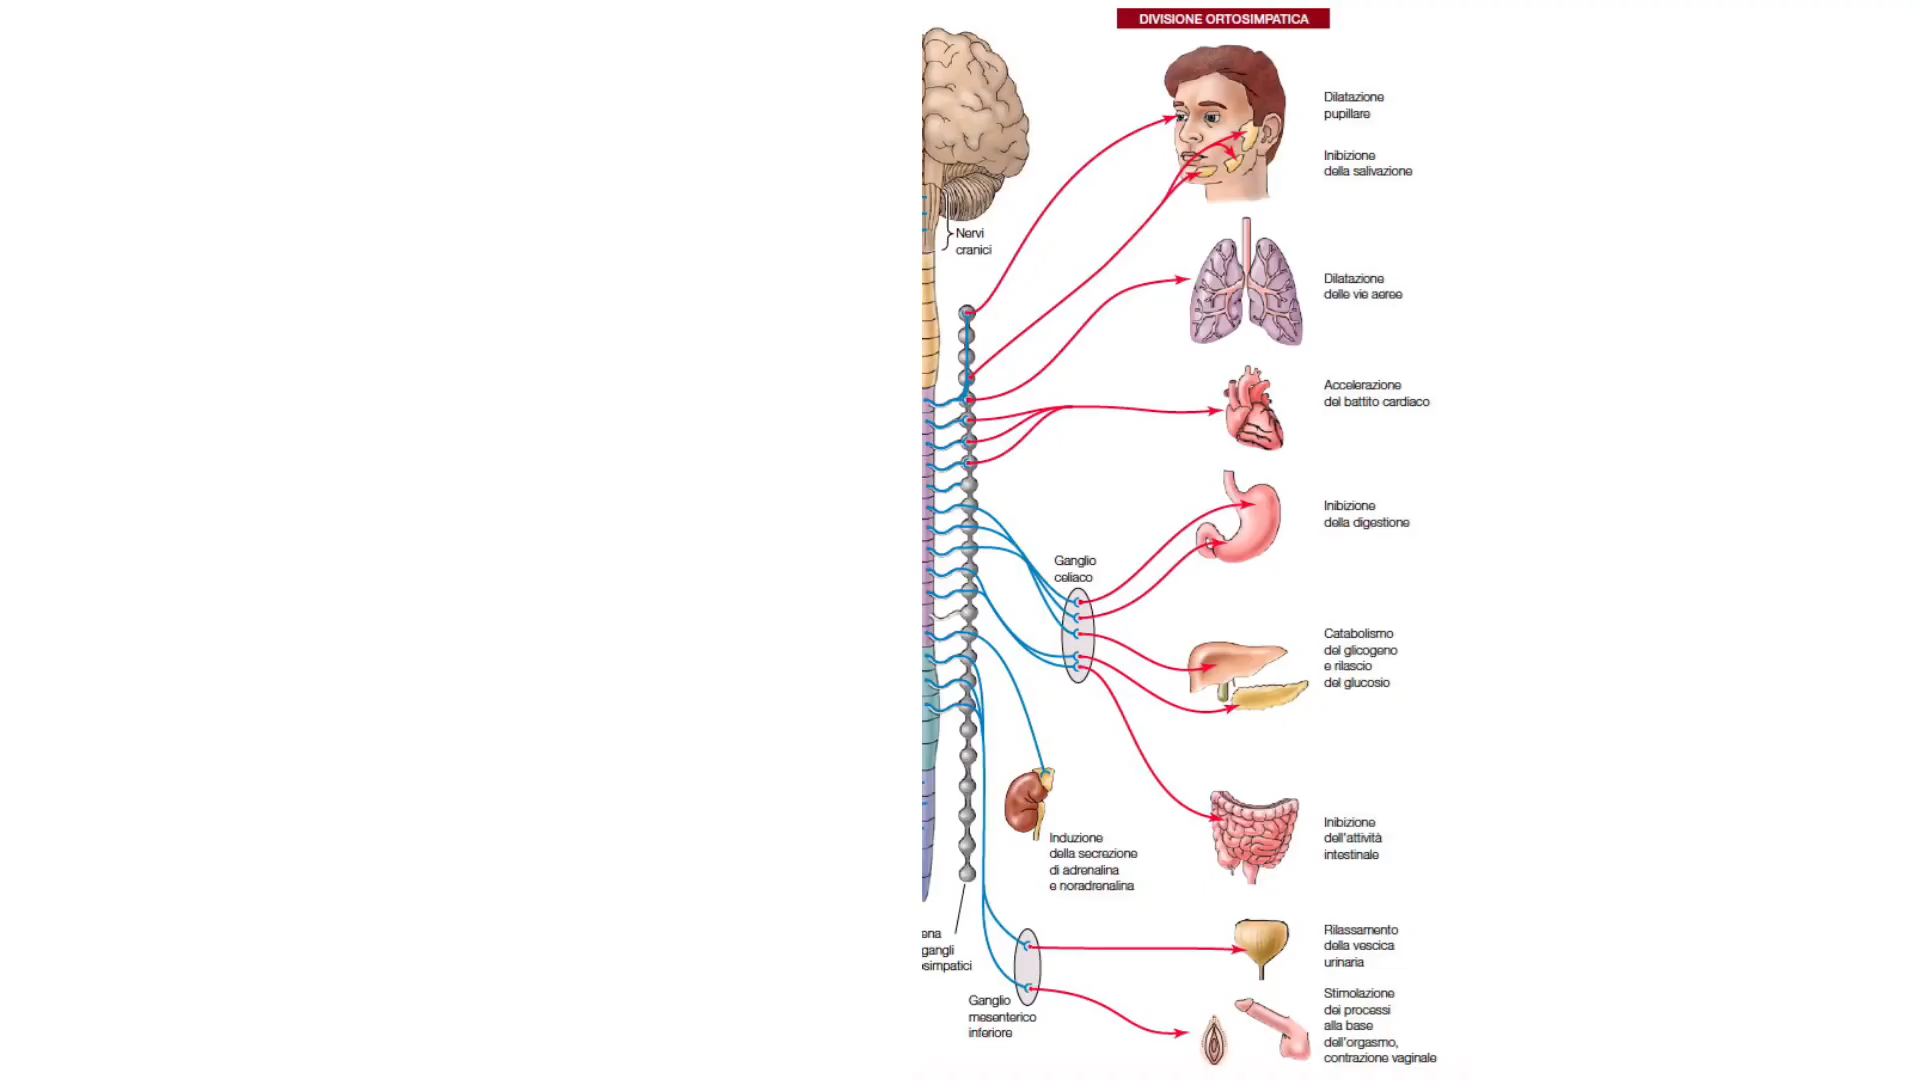 DIVISIONE ORTOSIMPATICA
Dilatazione
pupillare
Inibizione
della salivazione
Nervi
cranici
Dilatazione
delle vie aeree
Accelerazione
del battito cardiaco
Inibizione
della digestione
Ganglio
celiaco
Catabolismo
del glicogeno
e rilascio
del glucosio
Inibizione
dell'attività
intestinale
Induzione
della secrezione
di adrenalina
e noradrenalina
ena
gangli
simpatici
Ganglio
mesenterico
inferiore
Rilassamento
della vescica
urinaria
Stimolazione
dei processi
alla base
dell'orgasmo,
contrazione vaginale